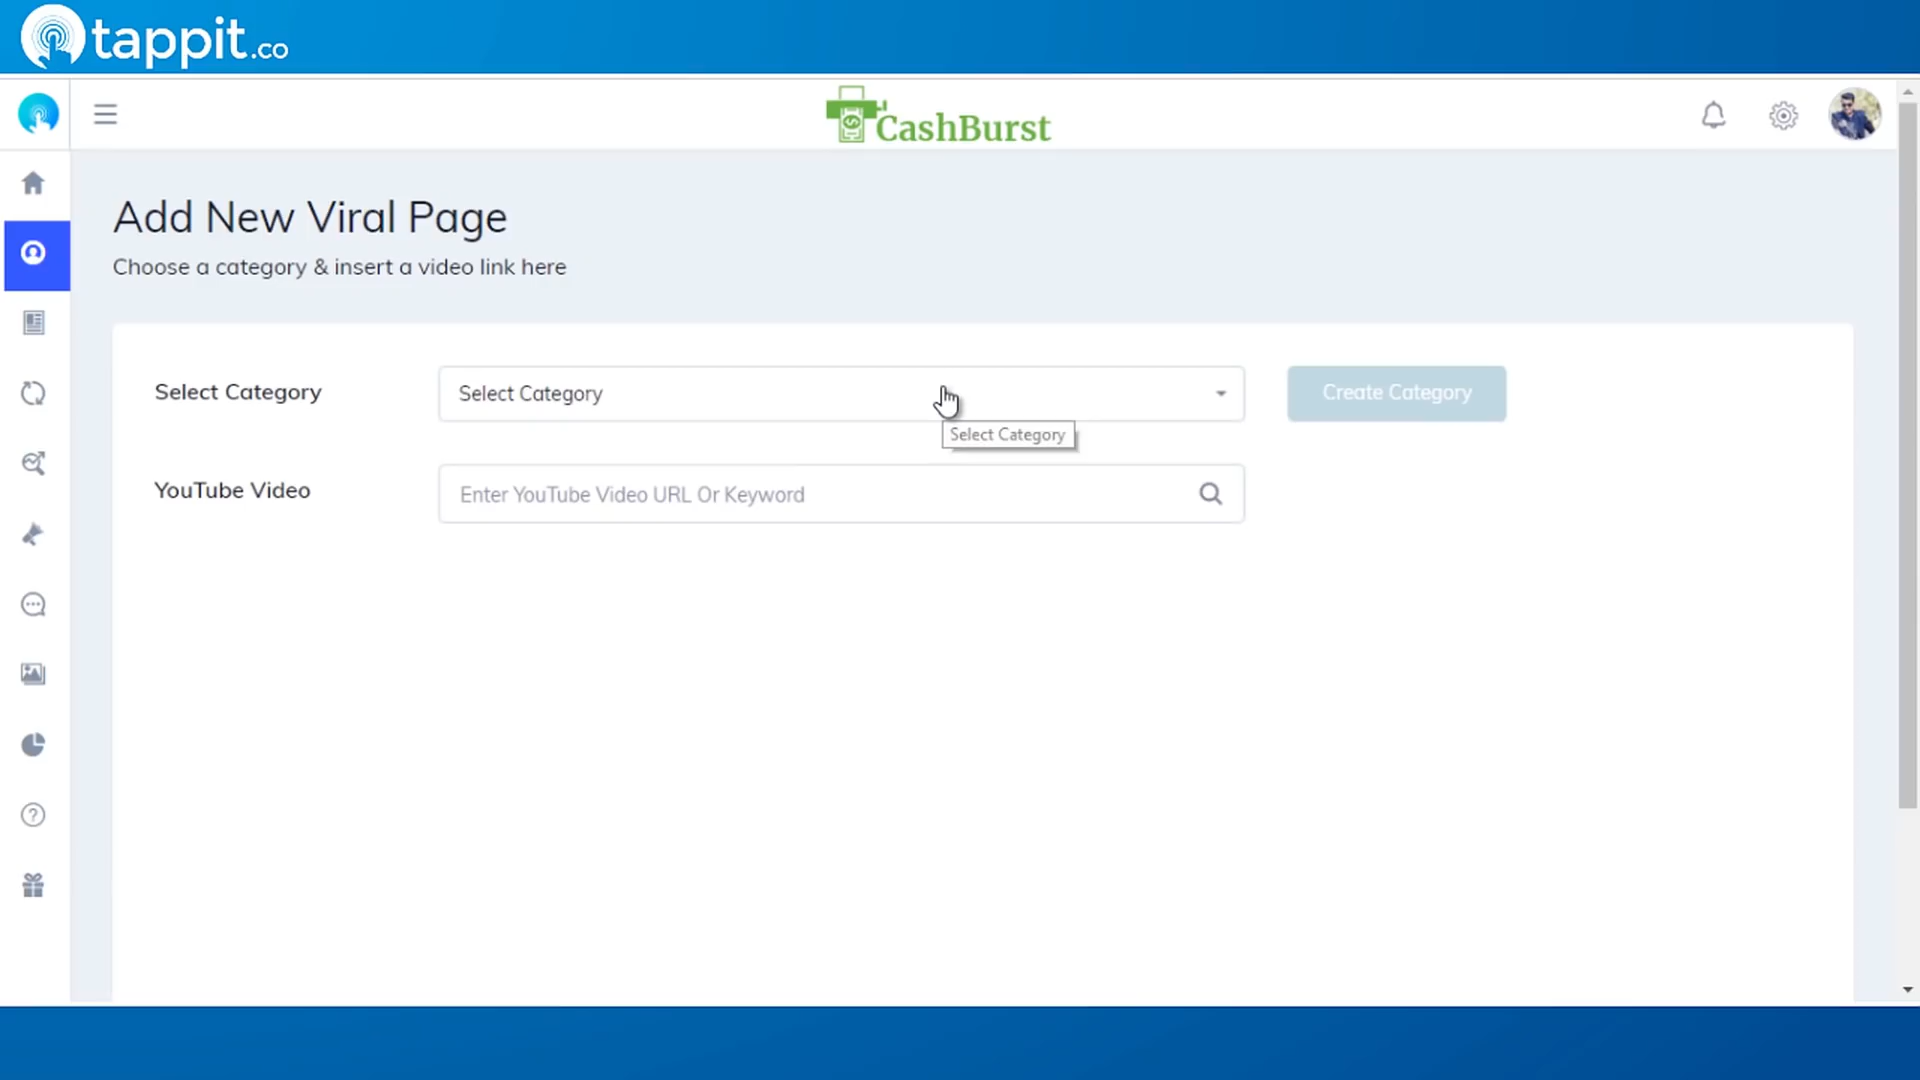 tappit.co
CashBurst
Add New Viral Page
Choose a category & insert a video link here
Select Category
Select Category
Create Category
Select Category
YouTube Video
Enter YouTube Video URL Or Keyword